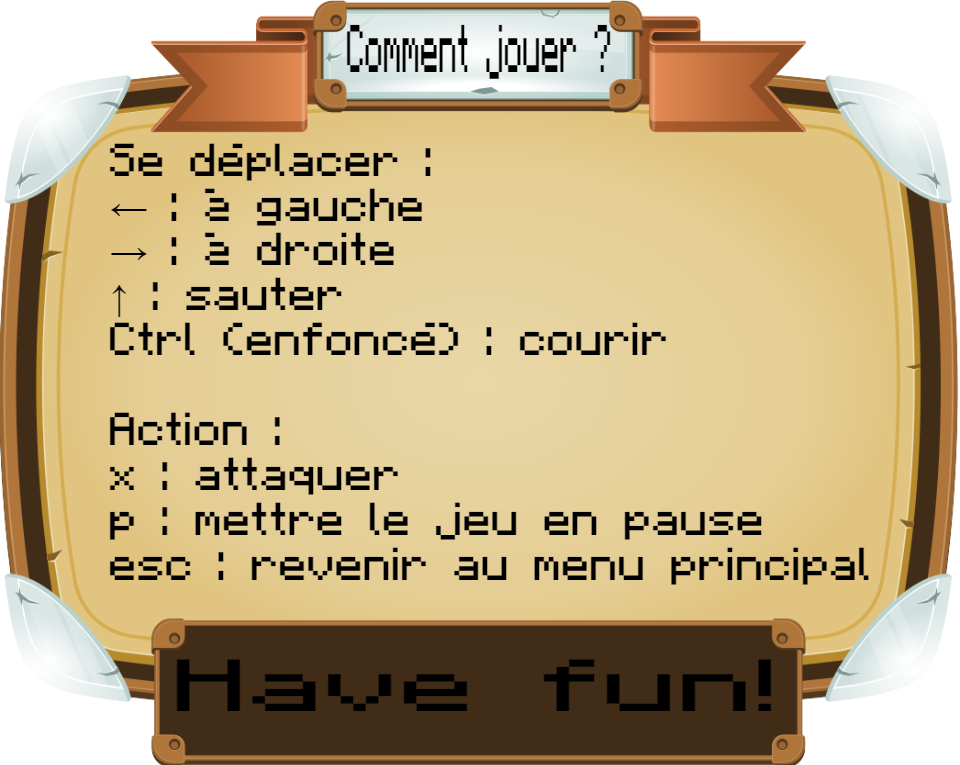 Comment jouer ?
Se déplacer :
← : à gauche
→ : à droite
↑ : sauter
Ctrl (enfoncé) : courir
Action :
x : attaquer
p : mettre le jeu en pause
esc : revenir au menu principal
Have fun!